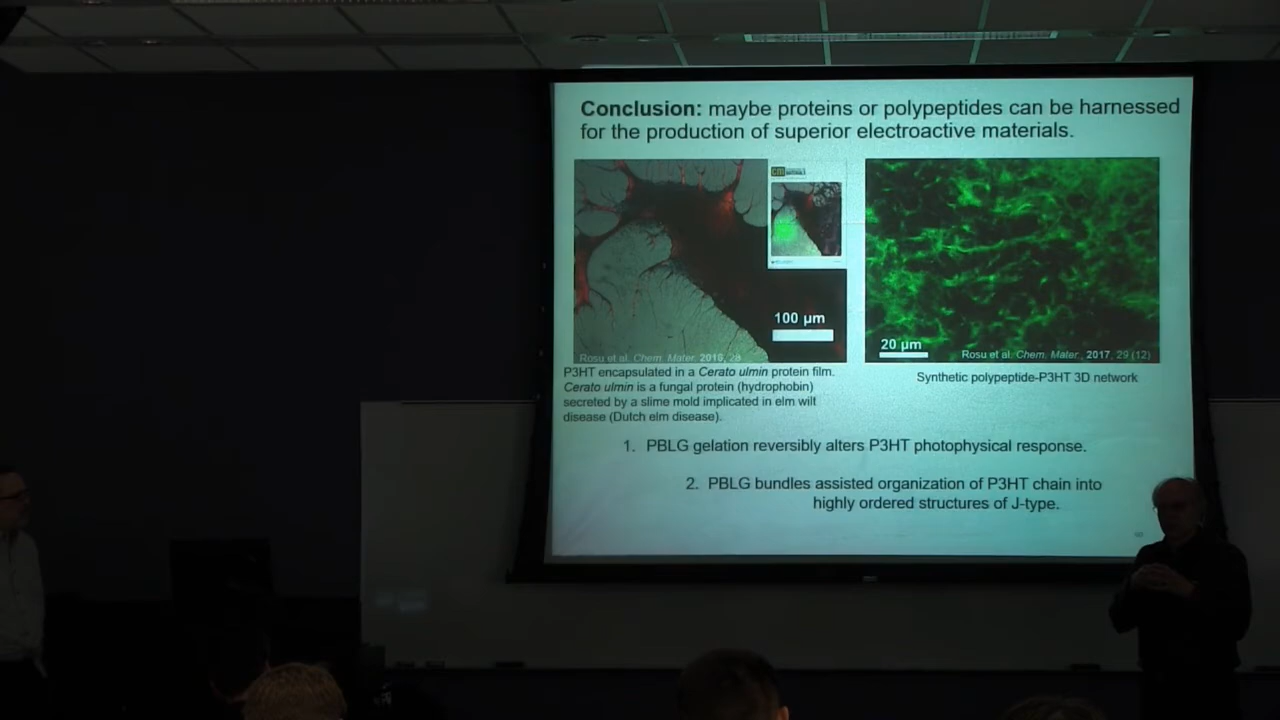 Conclusion: maybe proteins or polypeptides can be harnessed
for the production of superior electroactive materials.
cm
100 µm
20 µm
Rosu et al. Chem. Mater. 2016, 28
Rosu et al. Chem. Mater., 2017, 29 (12)
P3HT encapsulated in a Cerato ulmin protein film.
Cerato ulmin is a fungal protein (hydrophobin)
secreted by a slime mold implicated in elm wilt
disease (Dutch elm disease).
Synthetic polypeptide-P3HT 3D network
1. PBLG gelation reversibly alters P3HT photophysical response.
2. PBLG bundles assisted organization of P3HT chain into
highly ordered structures of J-type.